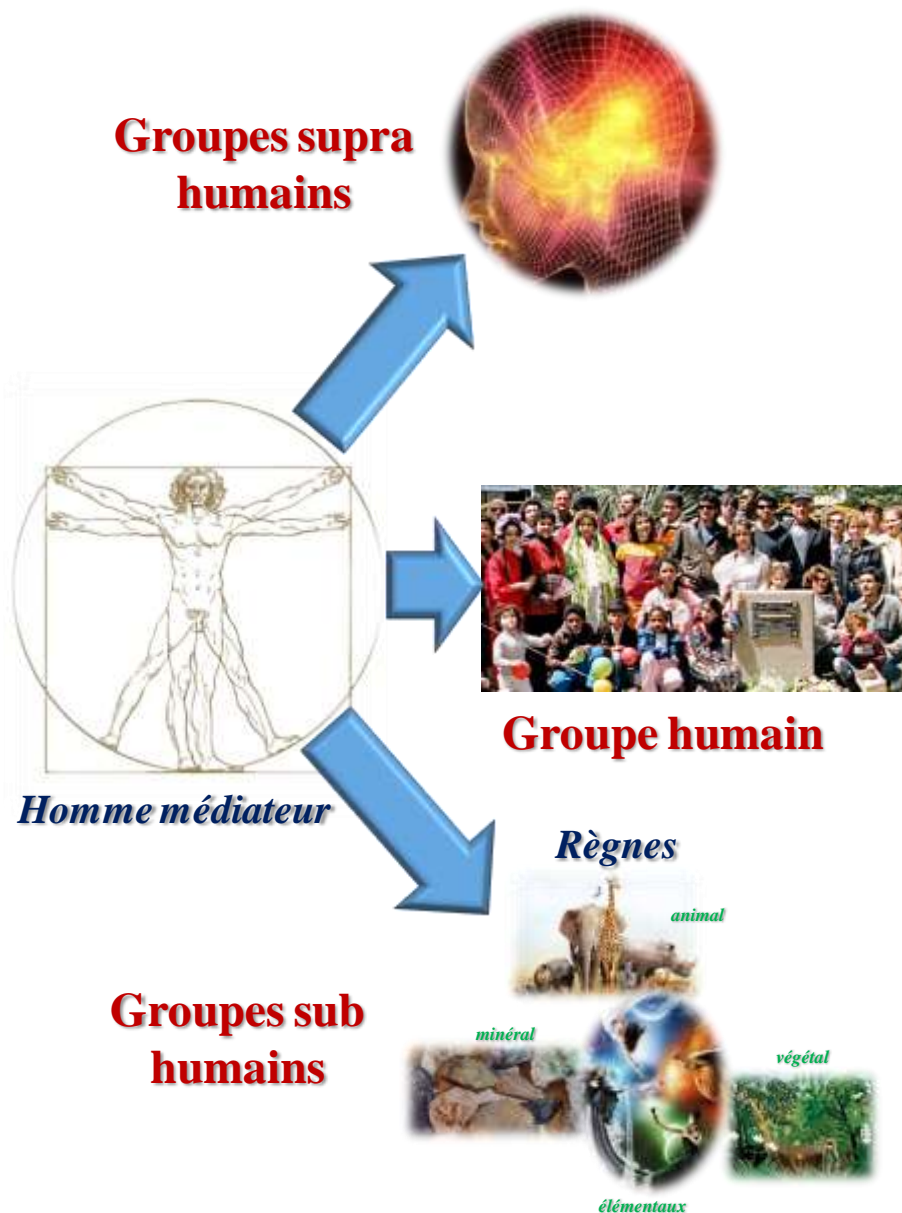 Groupes supra
humains
Groupe humain
Homme médiateur
Règnes
animal
Groupes sub
humains
minéral
végétal
élémentaux